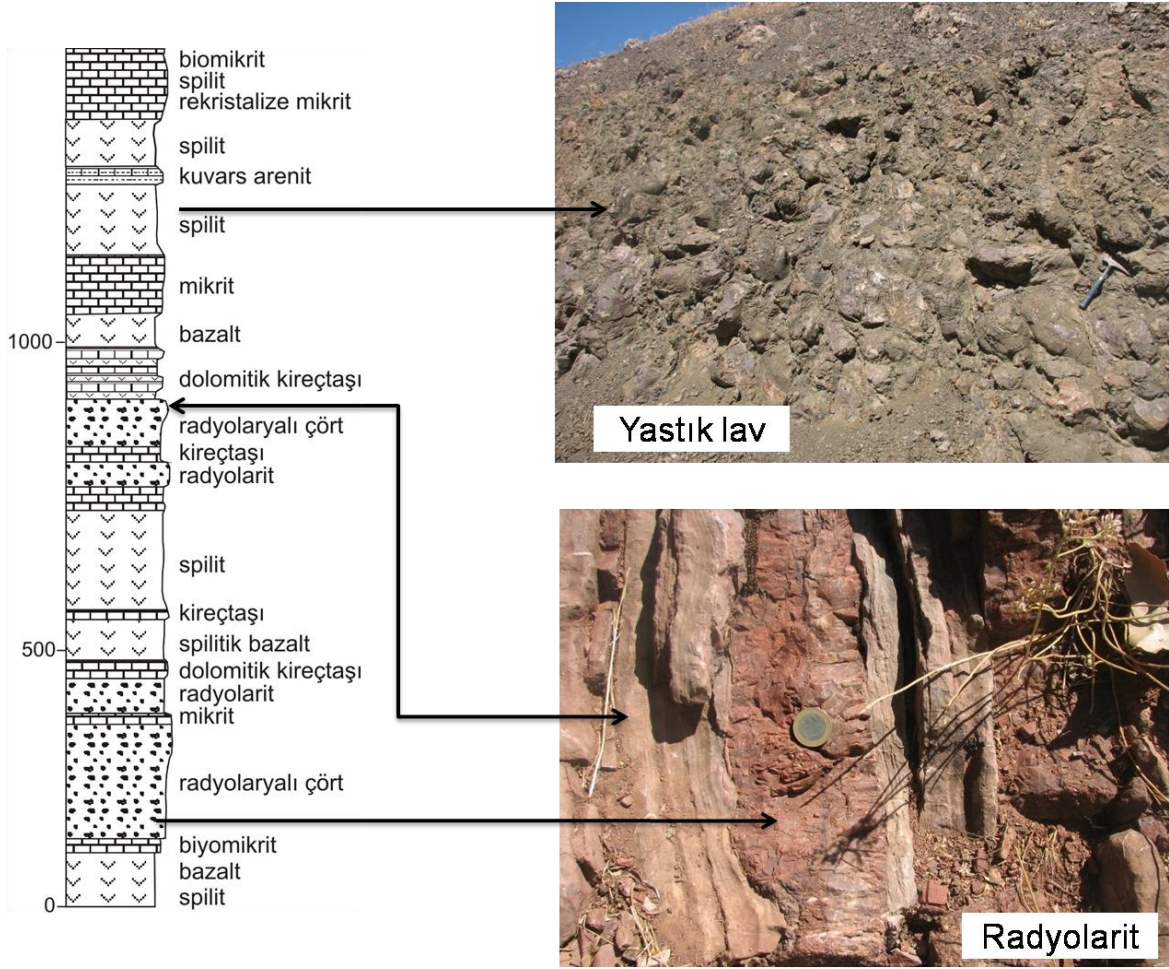 biomikrit
spilit
rekristalize mikrit
spilit
kuvars arenit
spilit
mikrit
bazalt
1000
dolomitik kireçtaşı
radyolaryalı çört
kireçtaşı
radyolarit
spilit
kireçtaşı
500
spilitik bazalt
dolomitik kireçtaşı
radyolarit
mikrit
radyolaryalı çört
biyomikrit
bazalt
spilit
0
Yastık lav
Radyolarit